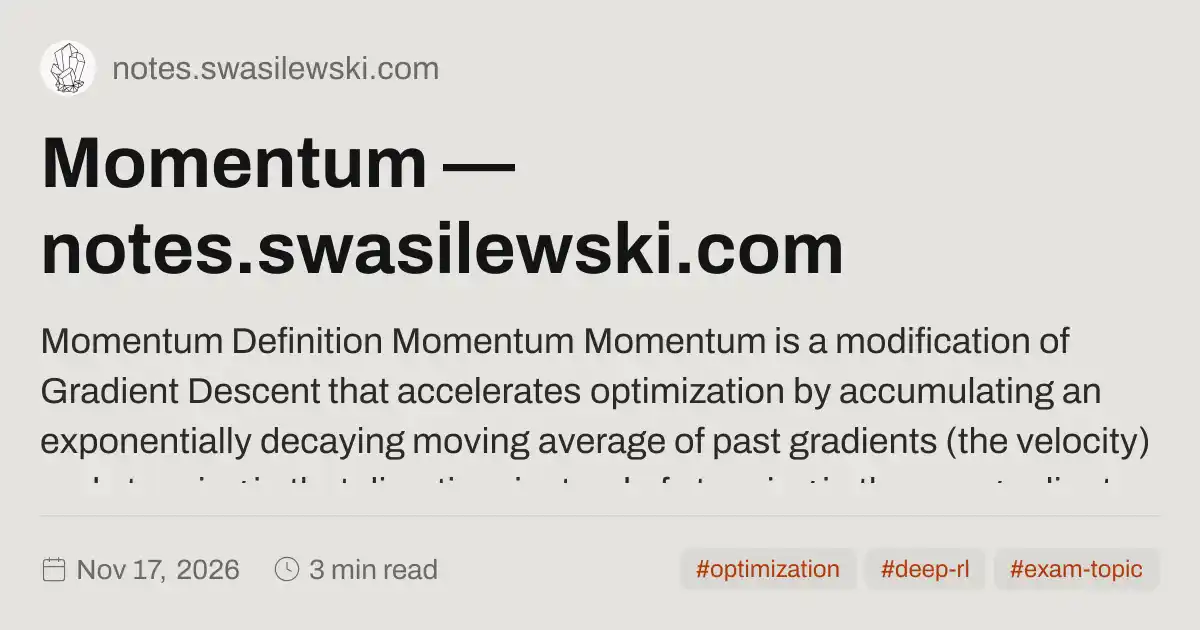 notes.swasilewski.com
Momentum —
notes.swasilewski.com
Momentum Definition Momentum Momentum is a modification of
Gradient Descent that accelerates optimization by accumulating an
exponentially decaying moving average of past gradients (the velocity)
Nov 17, 2026
3 min read
#optimization
#deep-rl
#exam-topic